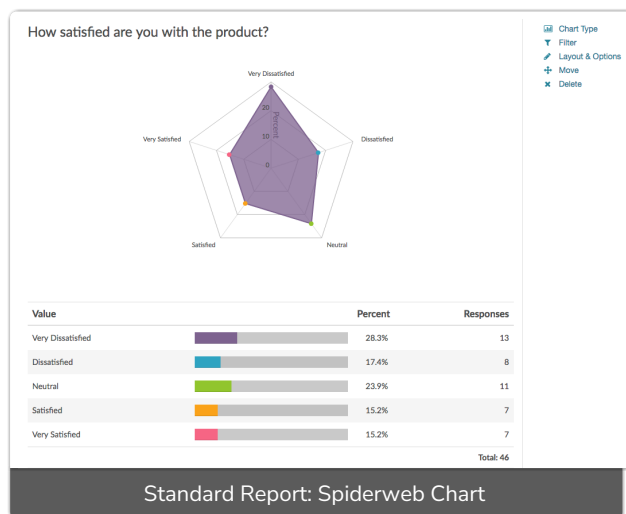 How satisfied are you with the product?
Chart Type
Filter
Layout & Options
Move
Delete
Very Dissatisfied
20
Percent
Very Satisfied
Dissatisfied
10
0
Satisfied
Neutral
Value Percent Responses
Very Dissatisfied 28.3% 13
Dissatisfied 17.4% 8
Neutral 23.9% 11
Satisfied 15.2% 7
Very Satisfied 15.2% 7
Total: 46
Standard Report: Spiderweb Chart